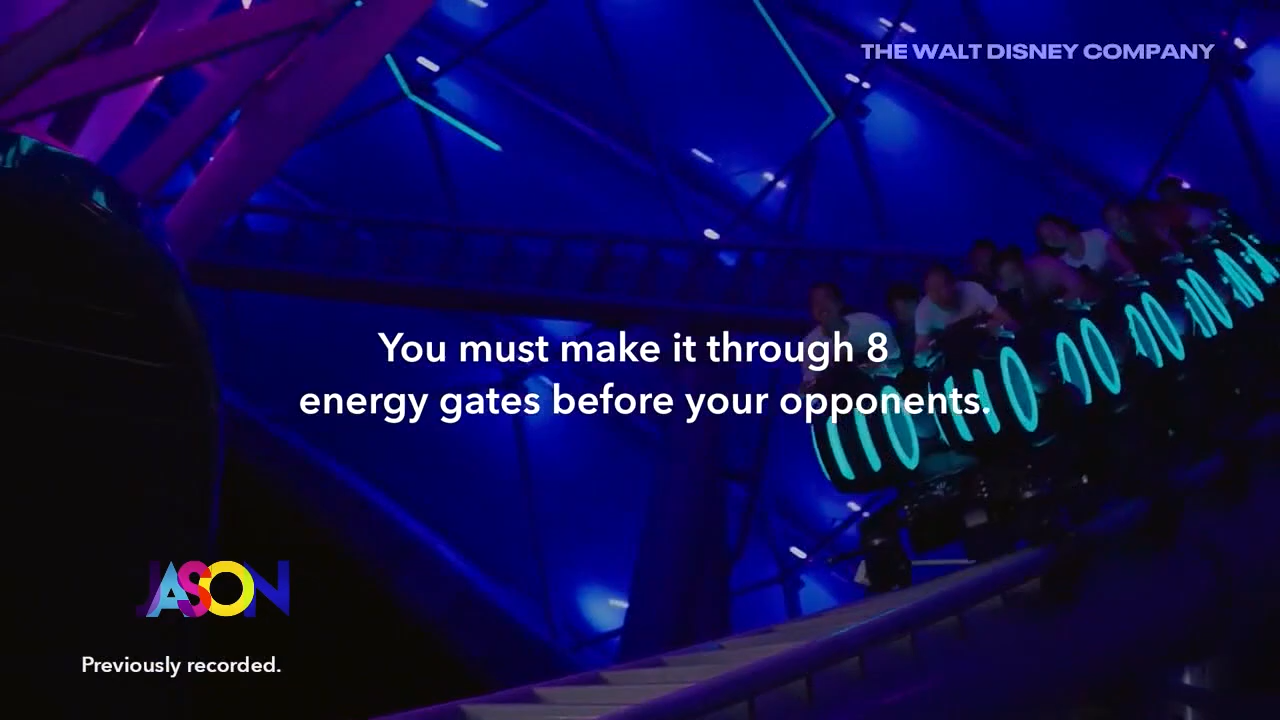 THE WALT DISNEY COMPANY
You must make it through 8
energy gates before your opponents.
JASON
Previously recorded.